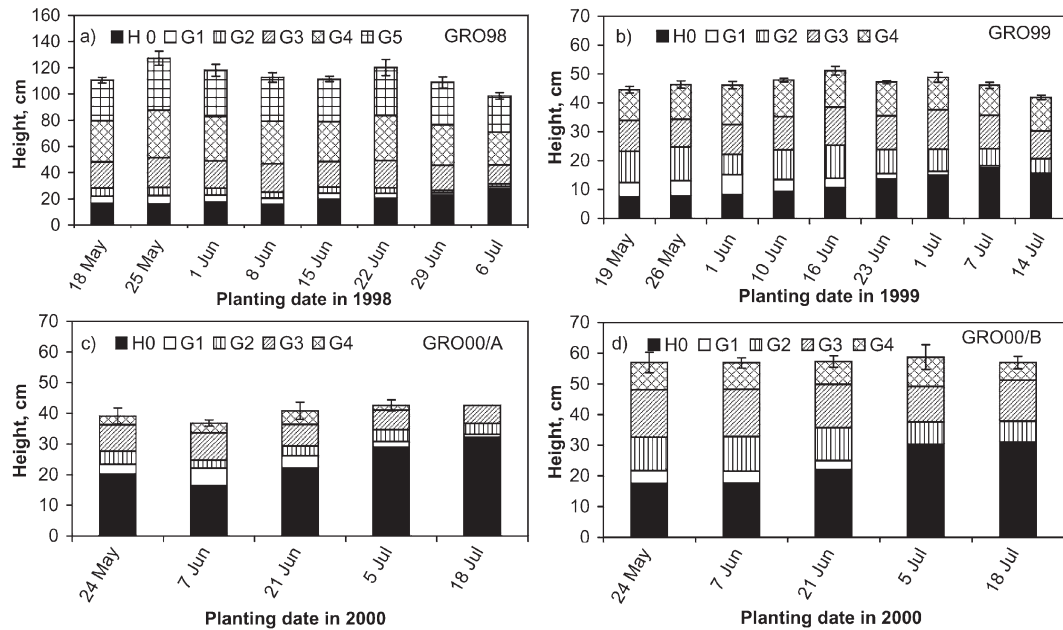 a) H 0 G1 G2 G3 G4 G5 GRO98
Height, cm
160
140
120
100
80
60
40
20
0
18 May 25 May 1 Jun 8 Jun 15 Jun 22 Jun 29 Jun 6 Jul
Planting date in 1998
b) H0 G1 G2 G3 G4 GRO99
Height, cm
70
60
50
40
30
20
10
0
19 May 26 May 1 Jun 10 Jun 16 Jun 23 Jun 1 Jul 7 Jul 14 Jul
Planting date in 1999
c) H0 G1 G2 G3 G4 GRO00/A
Height, cm
70
60
50
40
30
20
10
0
24 May 7 Jun 21 Jun 5 Jul 18 Jul
Planting date in 2000
d) H0 G1 G2 G3 G4 GRO00/B
Height, cm
70
60
50
40
30
20
10
0
24 May 7 Jun 21 Jun 5 Jul 18 Jul
Planting date in 2000